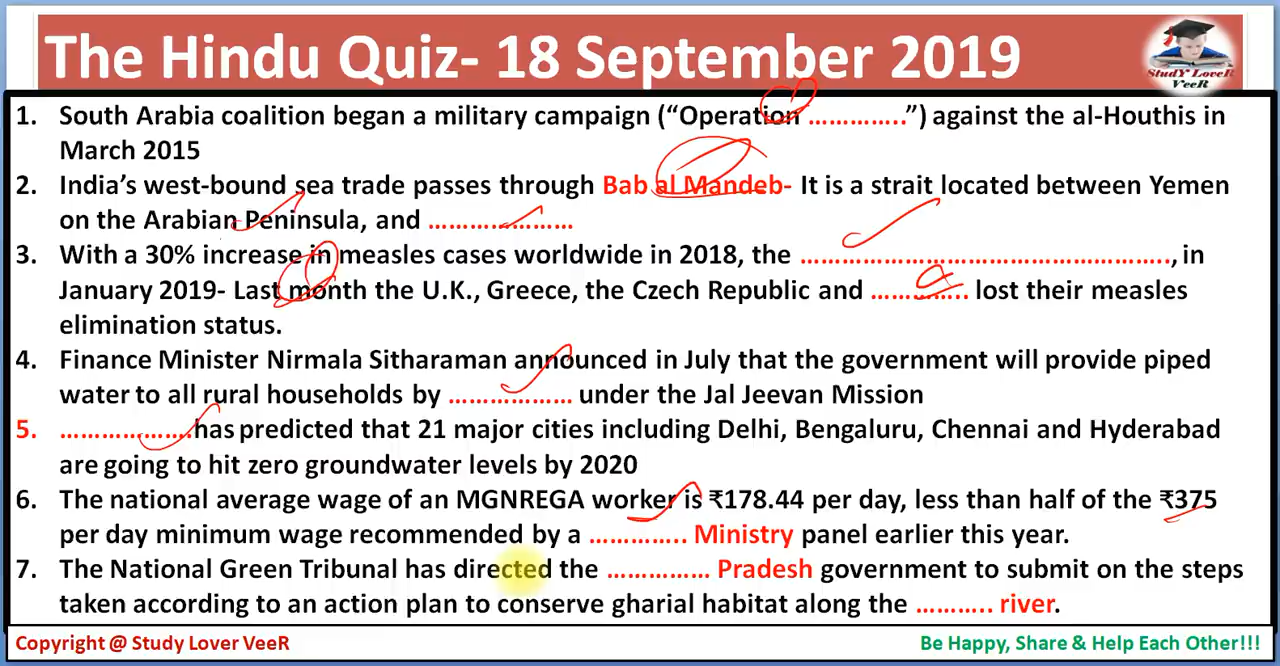 The Hindu Quiz- 18 September 2019
StudY LoveR
VeeR
1. South Arabia coalition began a military campaign (“Operation …………..”) against the al-Houthis in
March 2015
2. India’s west-bound sea trade passes through Bab al Mandeb- It is a strait located between Yemen
on the Arabian Peninsula, and …………………
3. With a 30% increase in measles cases worldwide in 2018, the ………………………………………………., in
January 2019- Last month the U.K., Greece, the Czech Republic and ………….. lost their measles
elimination status.
4. Finance Minister Nirmala Sitharaman announced in July that the government will provide piped
water to all rural households by ……………… under the Jal Jeevan Mission
5. ……………….has predicted that 21 major cities including Delhi, Bengaluru, Chennai and Hyderabad
are going to hit zero groundwater levels by 2020
6. The national average wage of an MGNREGA worker is ₹178.44 per day, less than half of the ₹375
per day minimum wage recommended by a ………….. Ministry panel earlier this year.
7. The National Green Tribunal has directed the …………… Pradesh government to submit on the steps
taken according to an action plan to conserve gharial habitat along the ……….. river.
Copyright @ Study Lover VeeR
Be Happy, Share & Help Each Other!!!